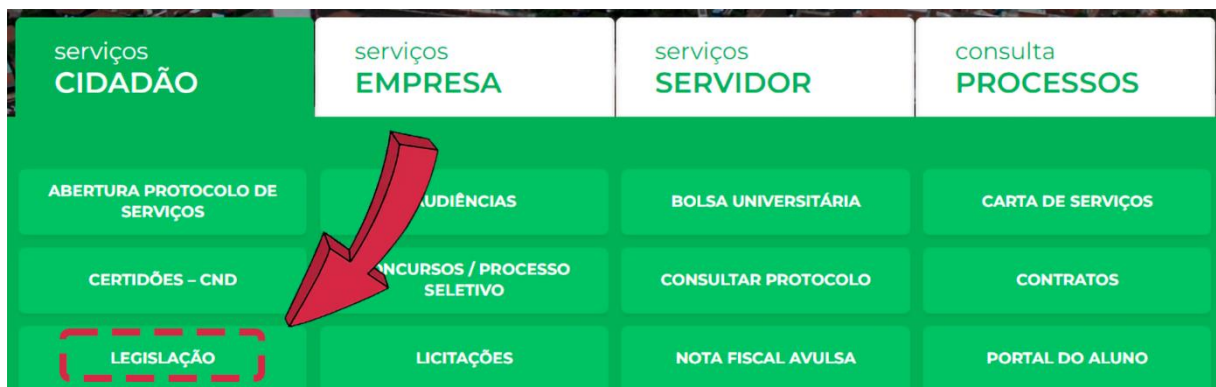 serviços
CIDADÃO
serviços
EMPRESA
serviços
SERVIDOR
consulta
PROCESSOS
ABERTURA PROTOCOLO DE
SERVIÇOS
BOLSA UNIVERSITÁRIA
CARTA DE SERVIÇOS
CERTIDÕES – CND
/ PROCESSO
SELETIVO
CONSULTAR PROTOCOLO
CONTRATOS
LEGISLAÇÃO
LICITAÇÕES
NOTA FISCAL AVULSA
PORTAL DO ALUNO